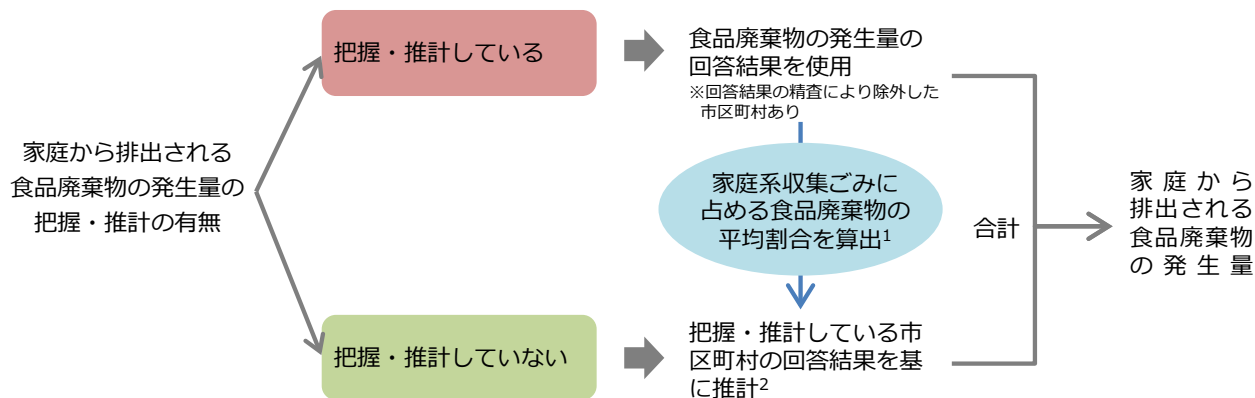 家庭から排出される
食品廃棄物の発生量の
把握・推計の有無
把握・推計している
食品廃棄物の発生量の
回答結果を使用
※回答結果の精査により除外した
市区町村あり
家庭系収集ごみに
占める食品廃棄物の
平均割合を算出1
把握・推計していない
把握・推計している市
区町村の回答結果を基
に推計2
合計
家庭から
排出される
食品廃棄物
の発生量